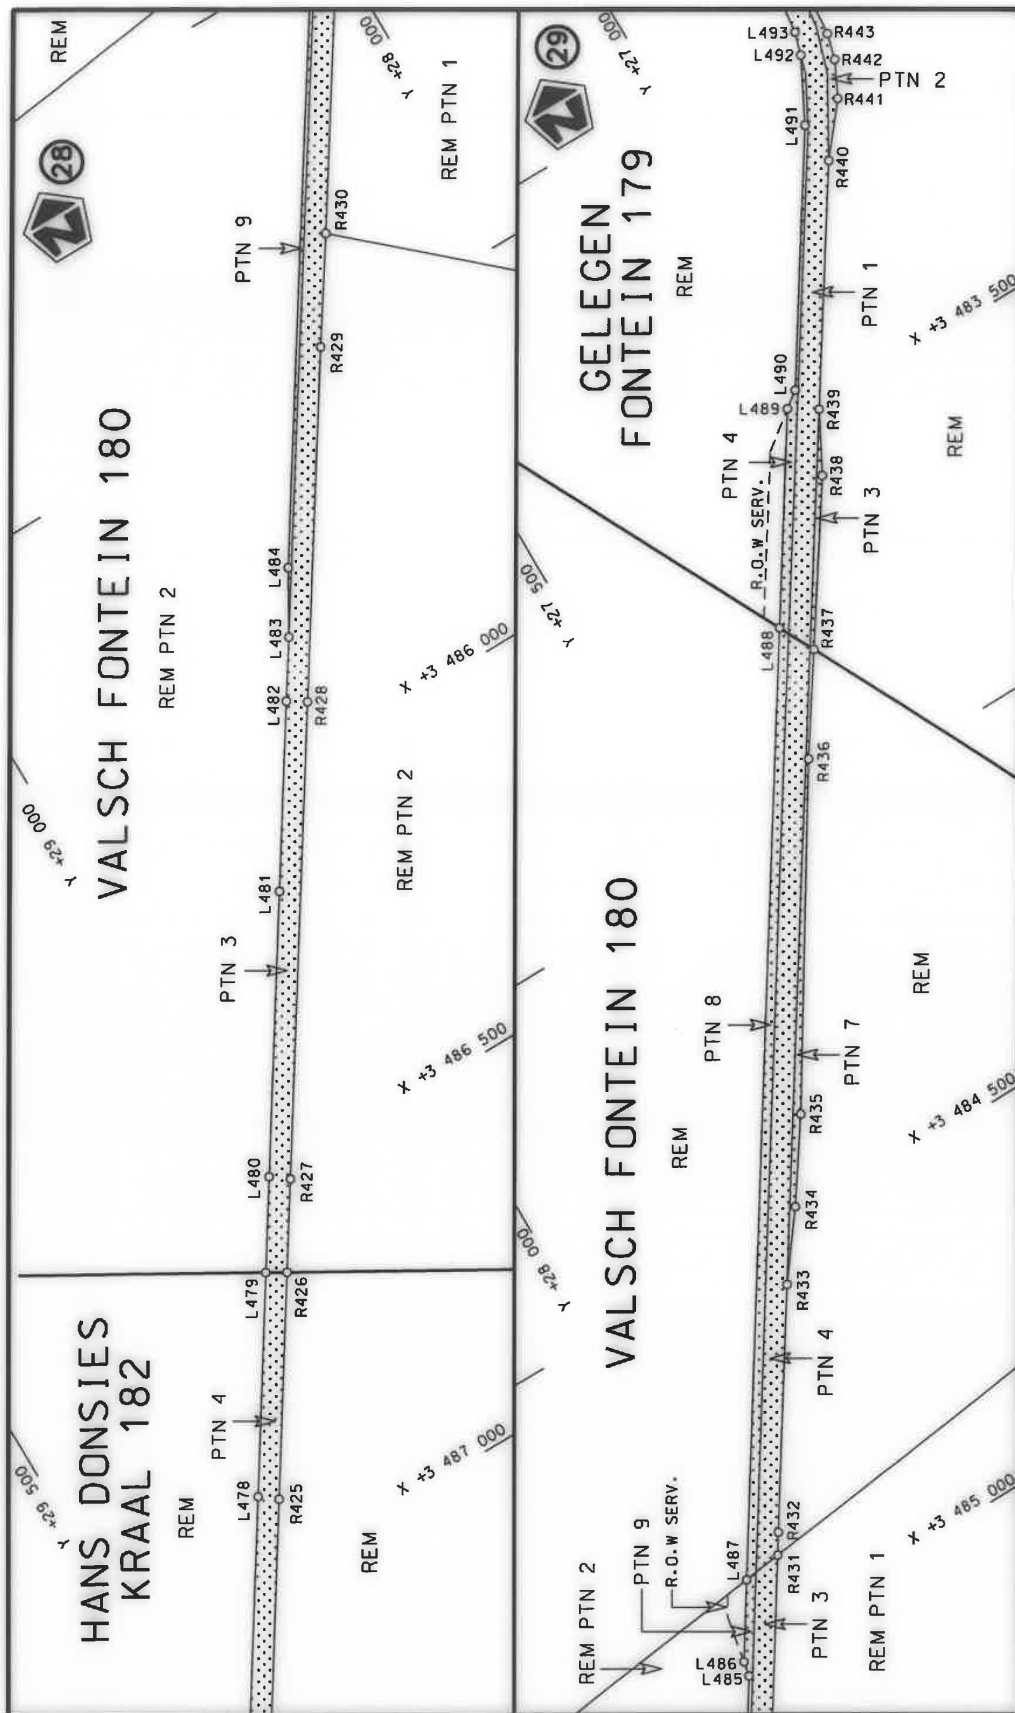 28
HANS DONSIES
KRAAL 182
VALSCH FONTEIN 180
REM
REM PTN 2
REM
Y +29 500
Y +29 000
Y +28 000
PTN 4
PTN 3
PTN 9
L478
L479
L480
L481
L482
L483
L484
R425
R426
R427
R428
R429
R430
REM
REM PTN 2
REM PTN 1
X +3 487 000
X +3 486 500
X +3 486 000
29
VALSCH FONTEIN 180
GELEGEN
FONTEIN 179
REM PTN 2
PTN 9
R.O.W SERV.
REM
REM
Y +28 000
Y +27 500
Y +27 000
PTN 8
PTN 4
R.O.W SERV.
L485
L486
L487
L488
L489
L490
L491
L492
L493
R431
R432
R433
R434
R435
R436
R437
R438
R439
R440
R441
R442
R443
PTN 3
PTN 4
PTN 7
PTN 3
PTN 1
PTN 2
REM PTN 1
REM
REM
X +3 485 000
X +3 484 500
X +3 483 500